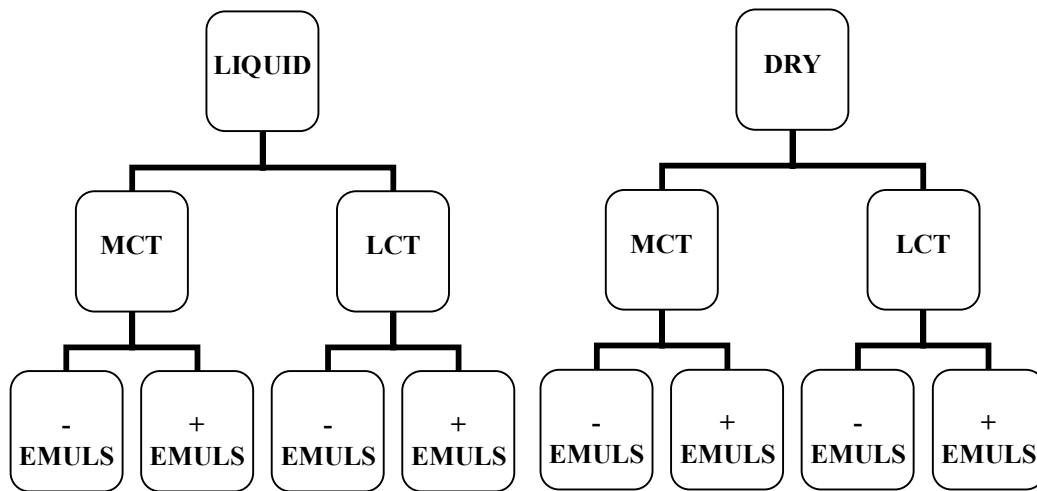 LIQUID
DRY
MCT
LCT
MCT
LCT
-
EMULS
+
EMULS
-
EMULS
+
EMULS
-
EMULS
+
EMULS
-
EMULS
+
EMULS